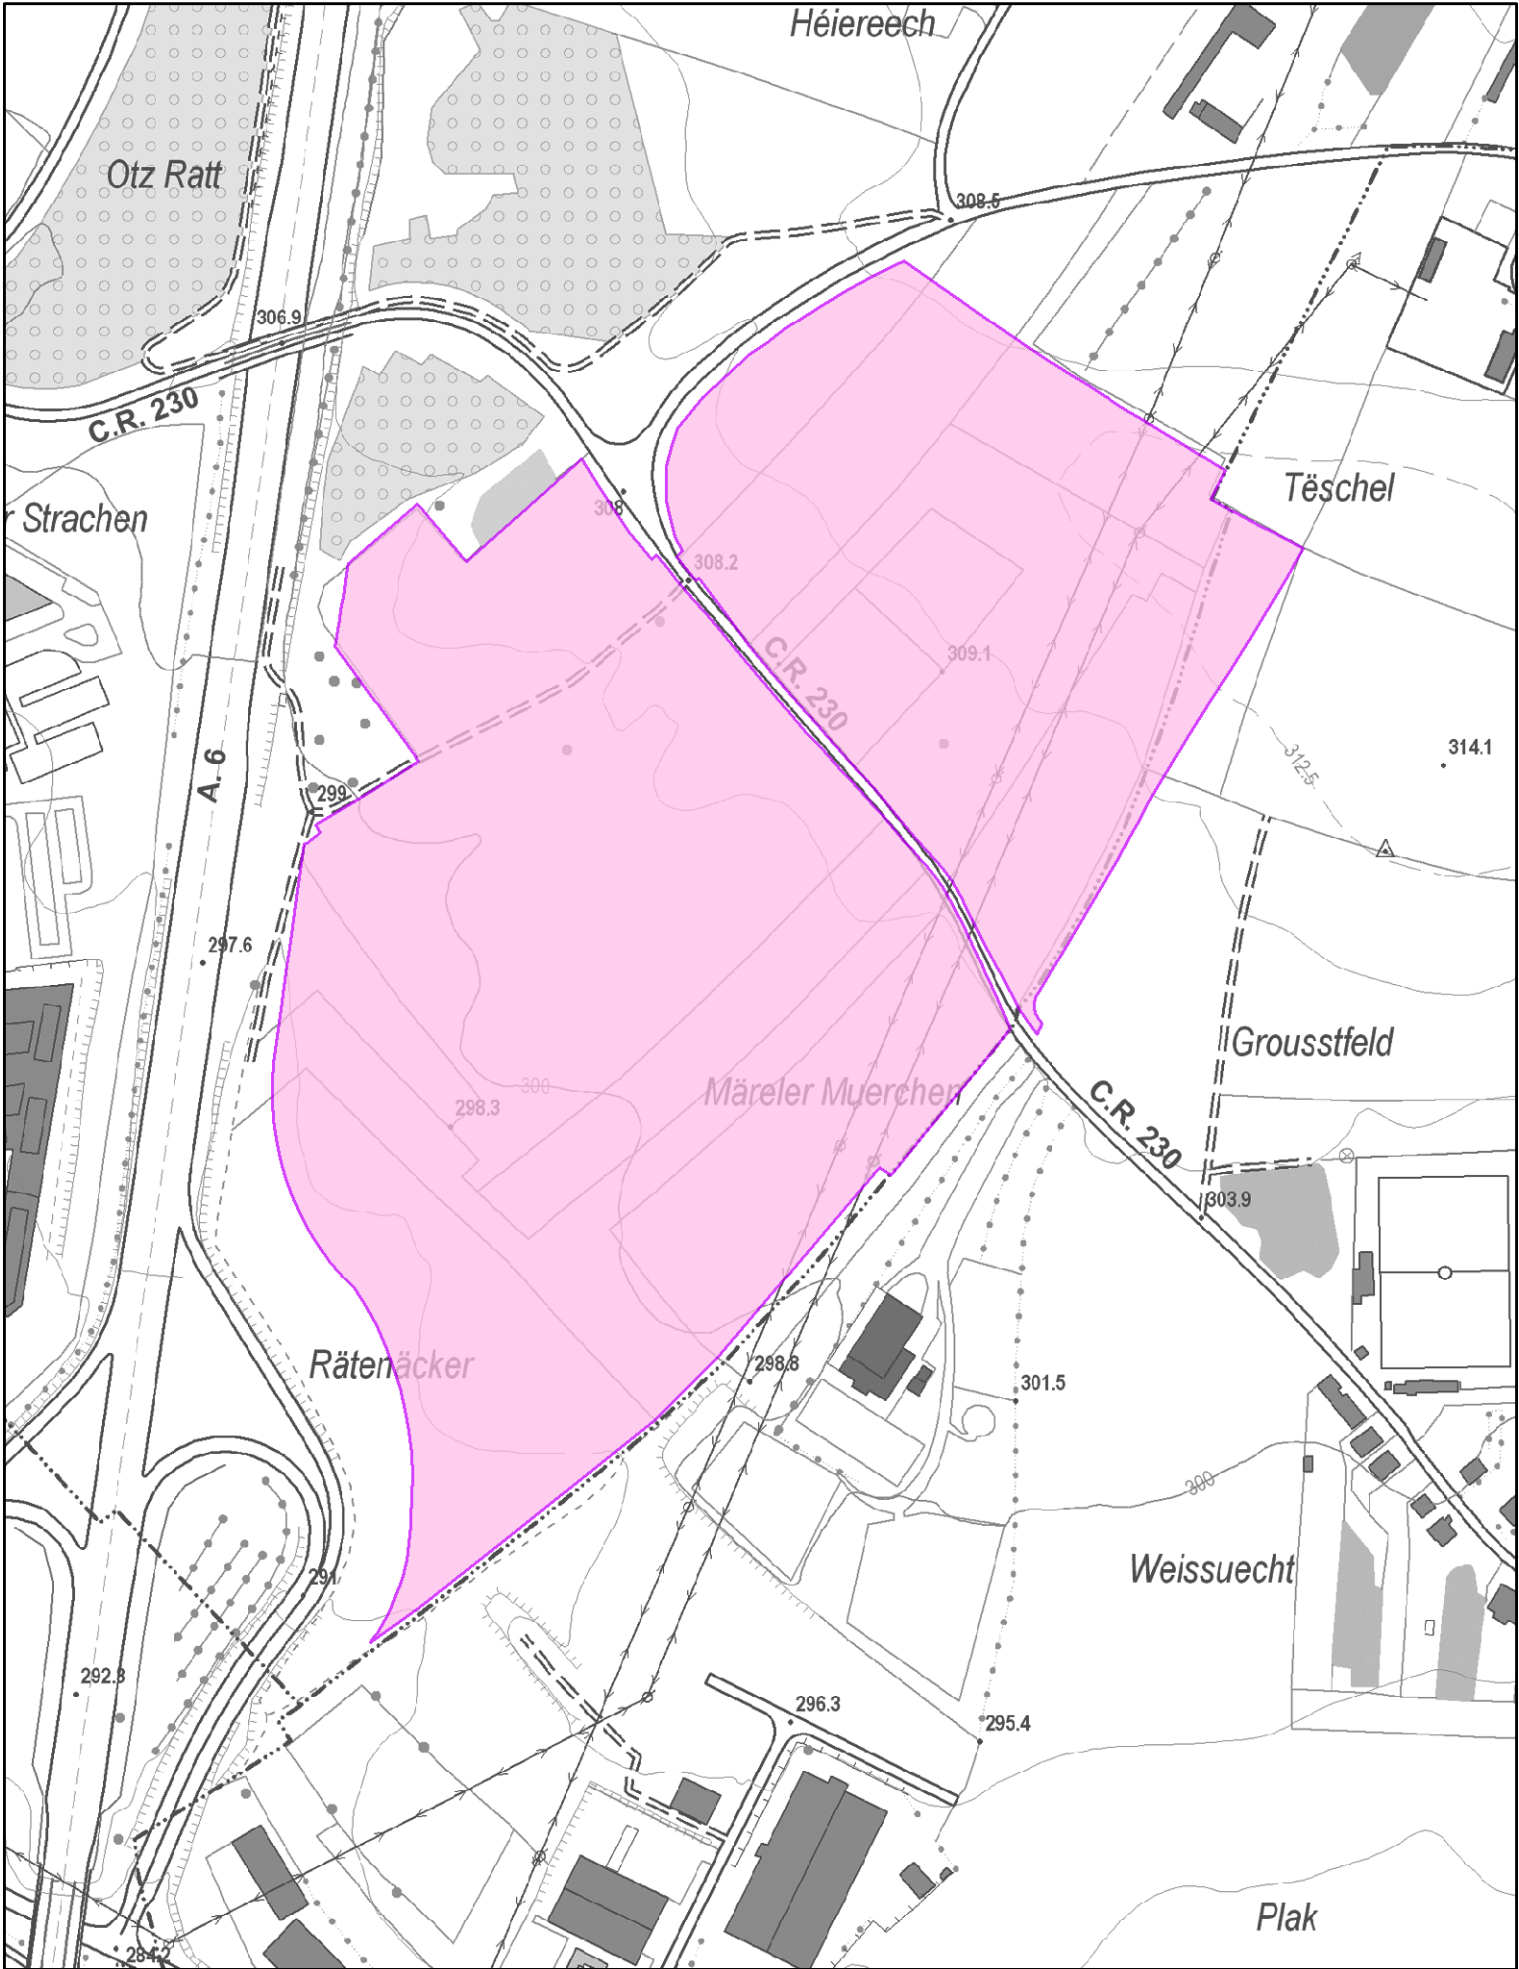 Héiereech
Otz Ratt
308.5
306.9
C.R. 230
Tëschel
r Strachen
308
308.2
C.R. 230
309.1
312.5
314.1
A. 6
299
297.6
Grousstfeld
300
Märeler Muerchen
298.3
C.R. 230
303.9
Rätenäcker
298.8
301.5
300
Weissuecht
291
292.3
296.3
295.4
Plak
284.2